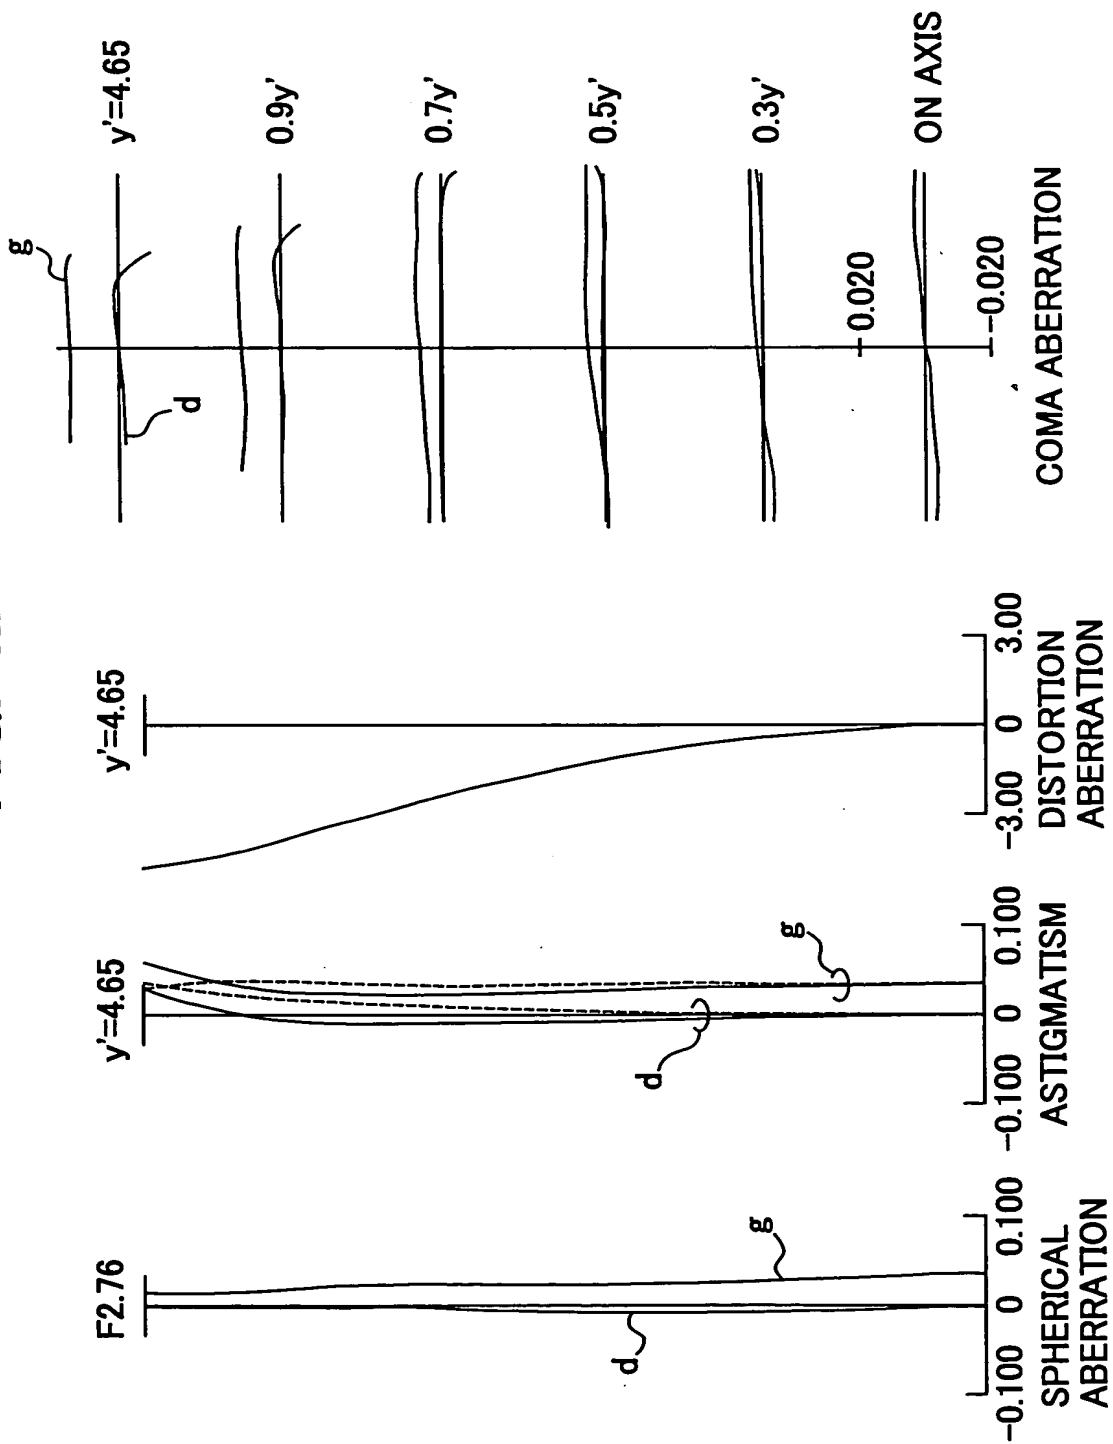 F2.76
g
d
-0.100 0 0.100
SPHERICAL
ABERRATION
y'=4.65
g
d
-0.100 0 0.100
ASTIGMATISM
y'=4.65
-3.00 0 3.00
DISTORTION
ABERRATION
g
d
y'=4.65
0.9y'
0.7y'
0.5y'
0.3y'
0.020
ON AXIS
-0.020
COMA ABERRATION